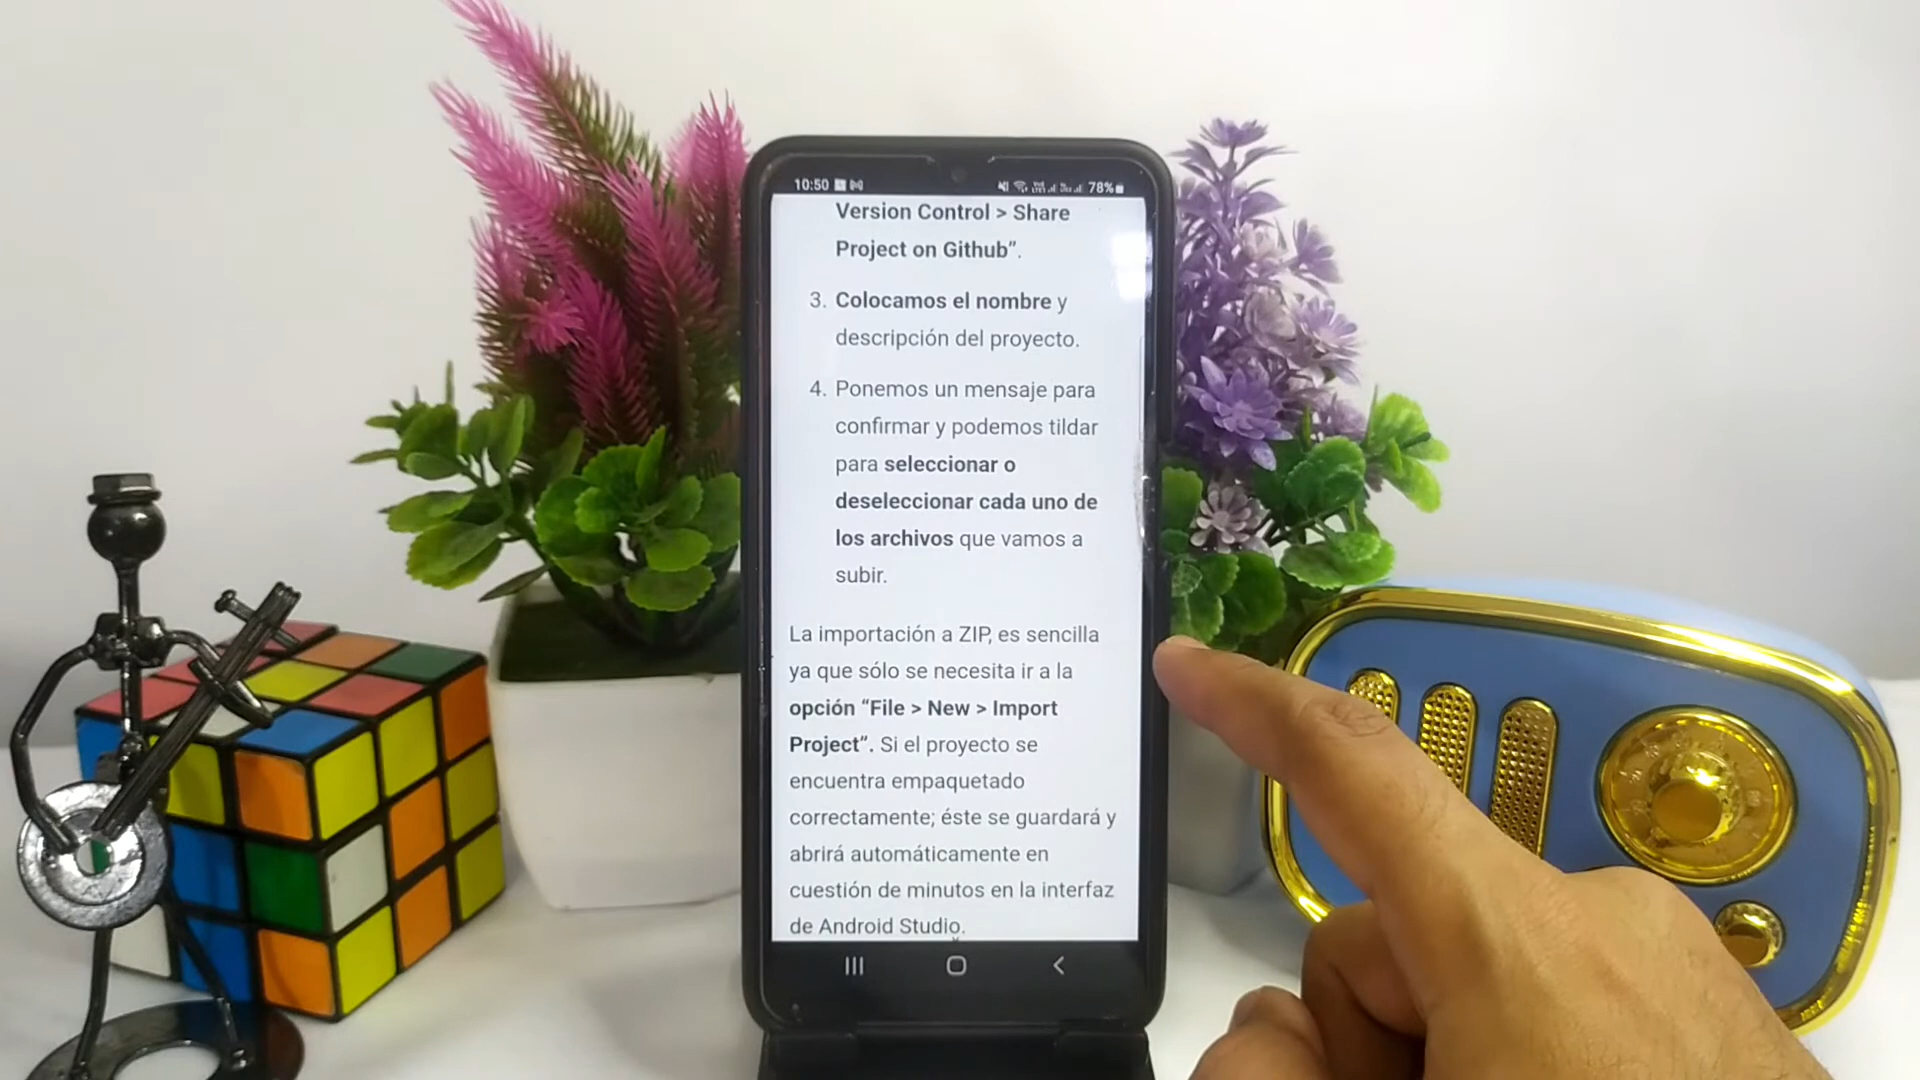 10:50
78%
Version Control > Share
Project on Github”.
3. Colocamos el nombre y
descripción del proyecto.
4. Ponemos un mensaje para
confirmar y podemos tildar
para seleccionar o
deseleccionar cada uno de
los archivos que vamos a
subir.
La importación a ZIP, es sencilla
ya que sólo se necesita ir a la
opción “File > New > Import
Project”. Si el proyecto se
encuentra empaquetado
correctamente; éste se guardará y
abrirá automáticamente en
cuestión de minutos en la interfaz
de Android Studio.